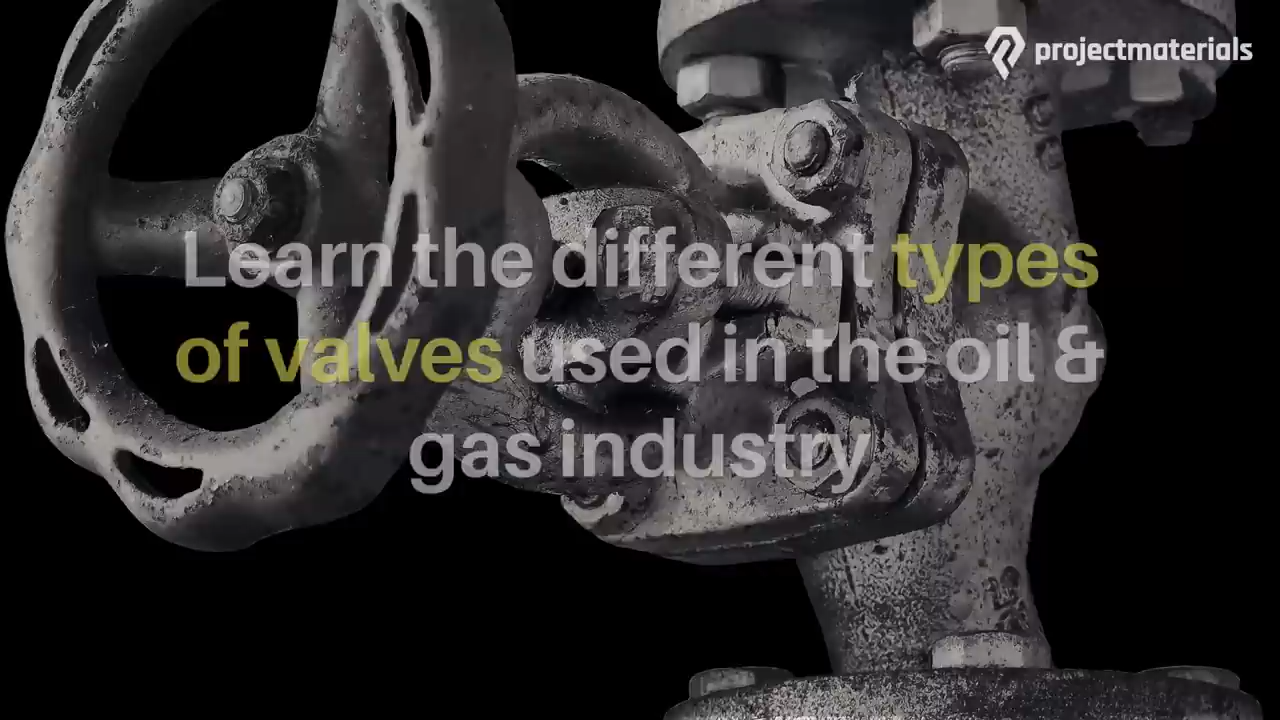 projectmaterials
Learn the different types
of valves used in the oil &
gas industry